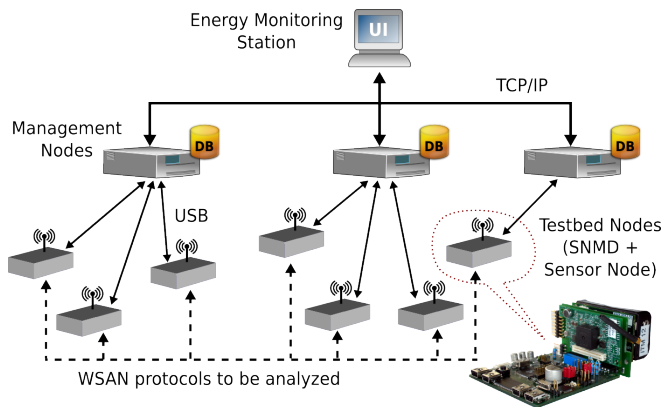 Energy Monitoring
Station
UI
TCP/IP
Management
Nodes
DB
DB
DB
USB
Testbed Nodes
(SNMD +
Sensor Node)
WSAN protocols to be analyzed